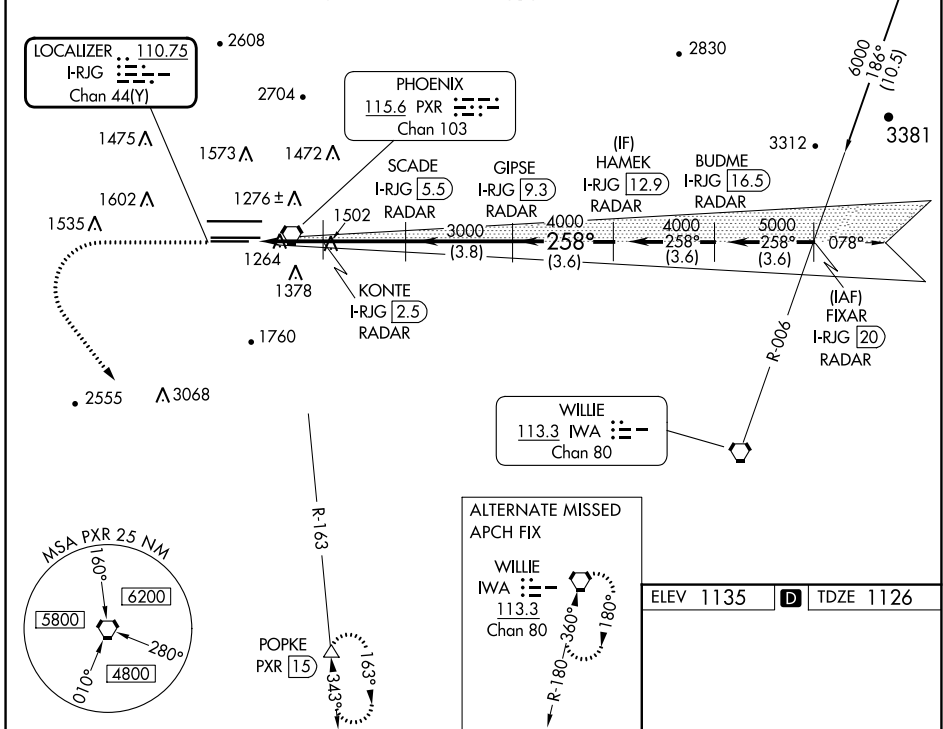 LOCALIZER 110.75
I-RJG
Chan 44(Y)
2608
2830
6000
186°
(10.5)
3381
2704
PHOENIX
115.6 PXR
Chan 103
1475
1573
1472
3312
SCADE
I-RJG 5.5
RADAR
GIPSE
I-RJG 9.3
RADAR
(IF)
HAMEK
I-RJG 12.9
RADAR
BUDME
I-RJG 16.5
RADAR
1602
1276 ±
1535
1502
3000
(3.8)
4000
258°
(3.6)
4000
258°
(3.6)
5000
258°
(3.6)
078°
1264
1378
KONTE
I-RJG 2.5
RADAR
(IAF)
FIXAR
I-RJG 20
RADAR
1760
R-006
2555
3068
WILLIE
113.3 IWA
Chan 80
R-163
MSA PXR 25 NM
160°
6200
5800
280°
4800
010°
POPKE
PXR 15
343°
163°
ALTERNATE MISSED
APCH FIX
WILLIE
IWA
113.3
Chan 80
360°
180°
R-180
ELEV 1135 D TDZE 1126